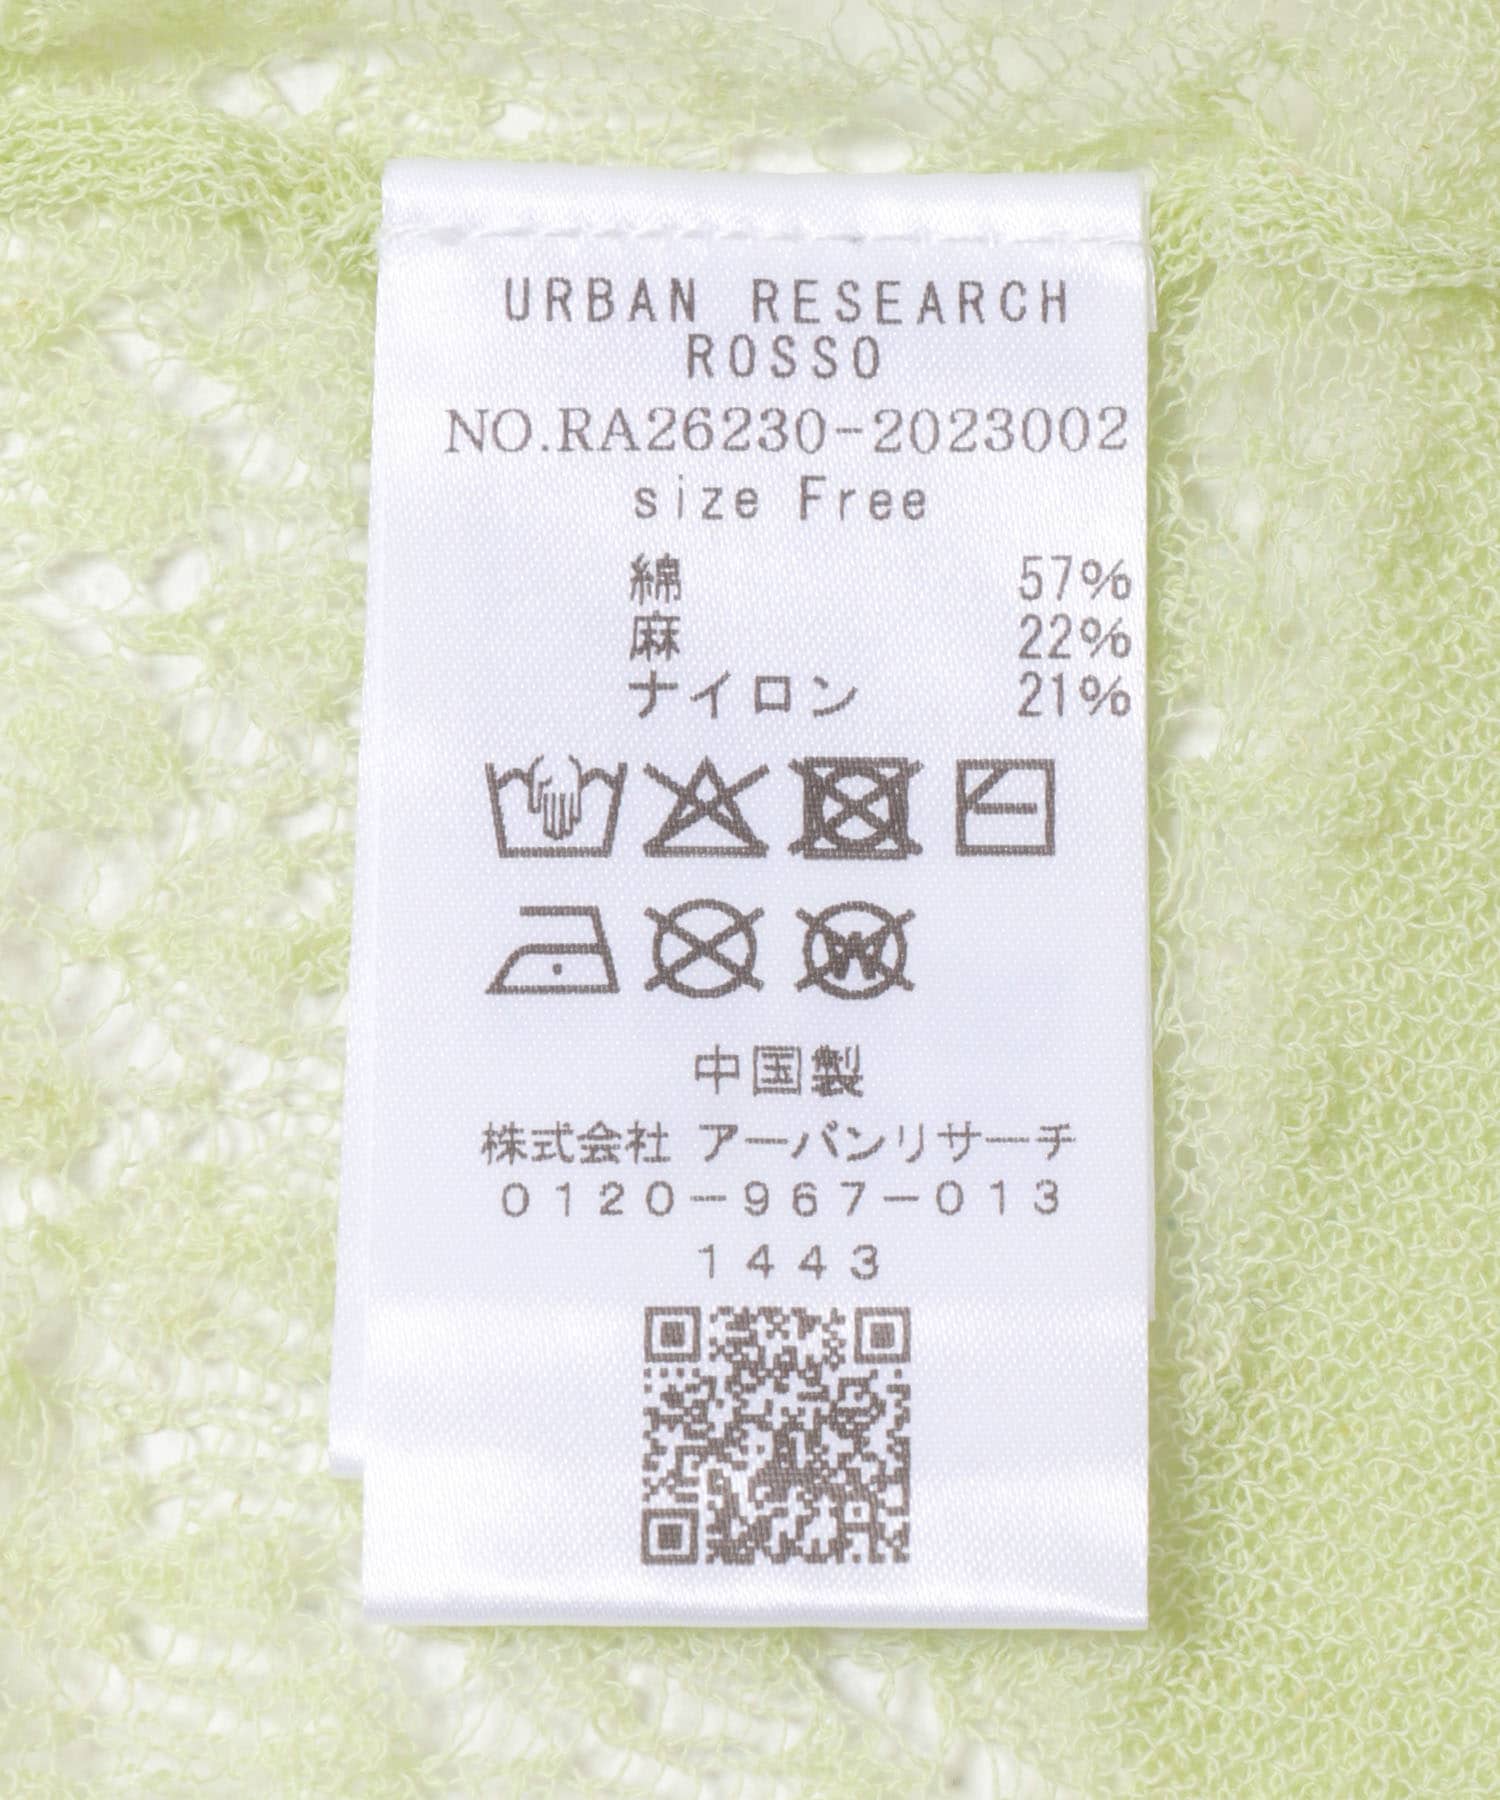 URBAN RESEARCH
ROSSO
NO.RA26230-2023002
size Free
綿 57%
麻 22%
ナイロン 21%
中国製
株式会社 アーバンリサーチ
0120-967-013
1443